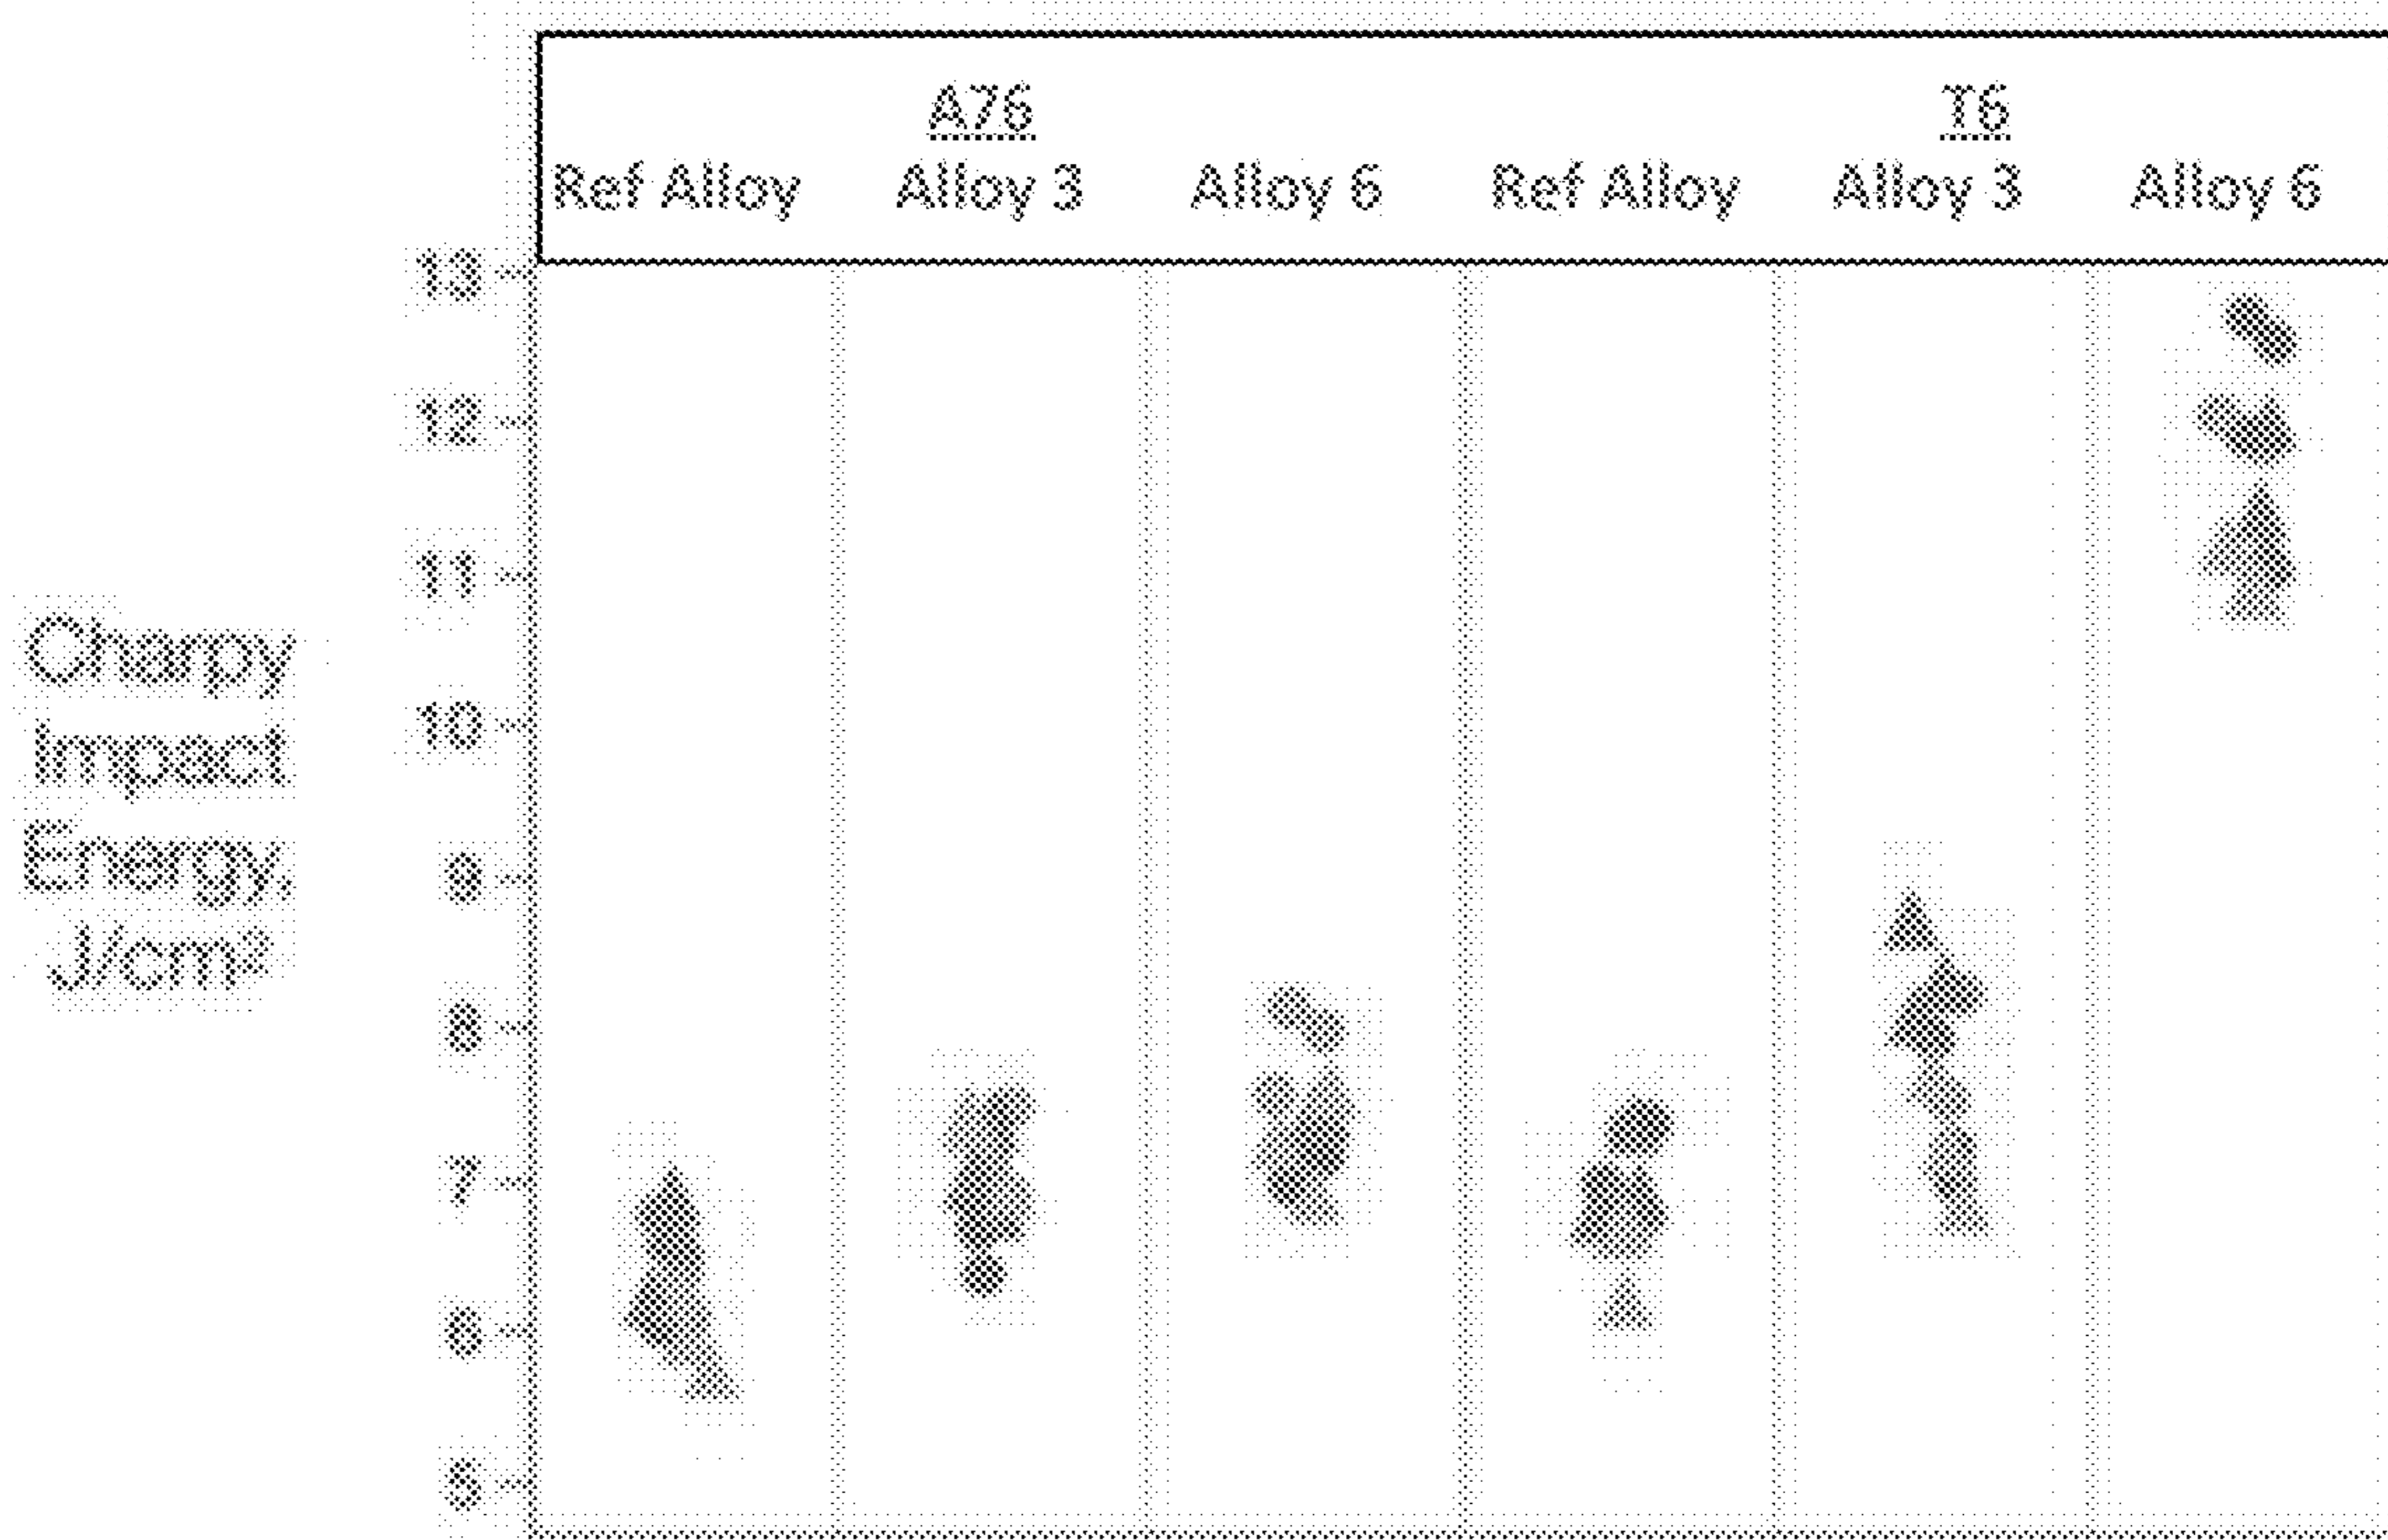 A76
T6
Ref Alloy Alloy 3 Alloy 6 Ref Alloy Alloy 3 Alloy 6
13
12
11
10
9
8
7
6
5
Charpy
Impact
Energy,
J/cm²